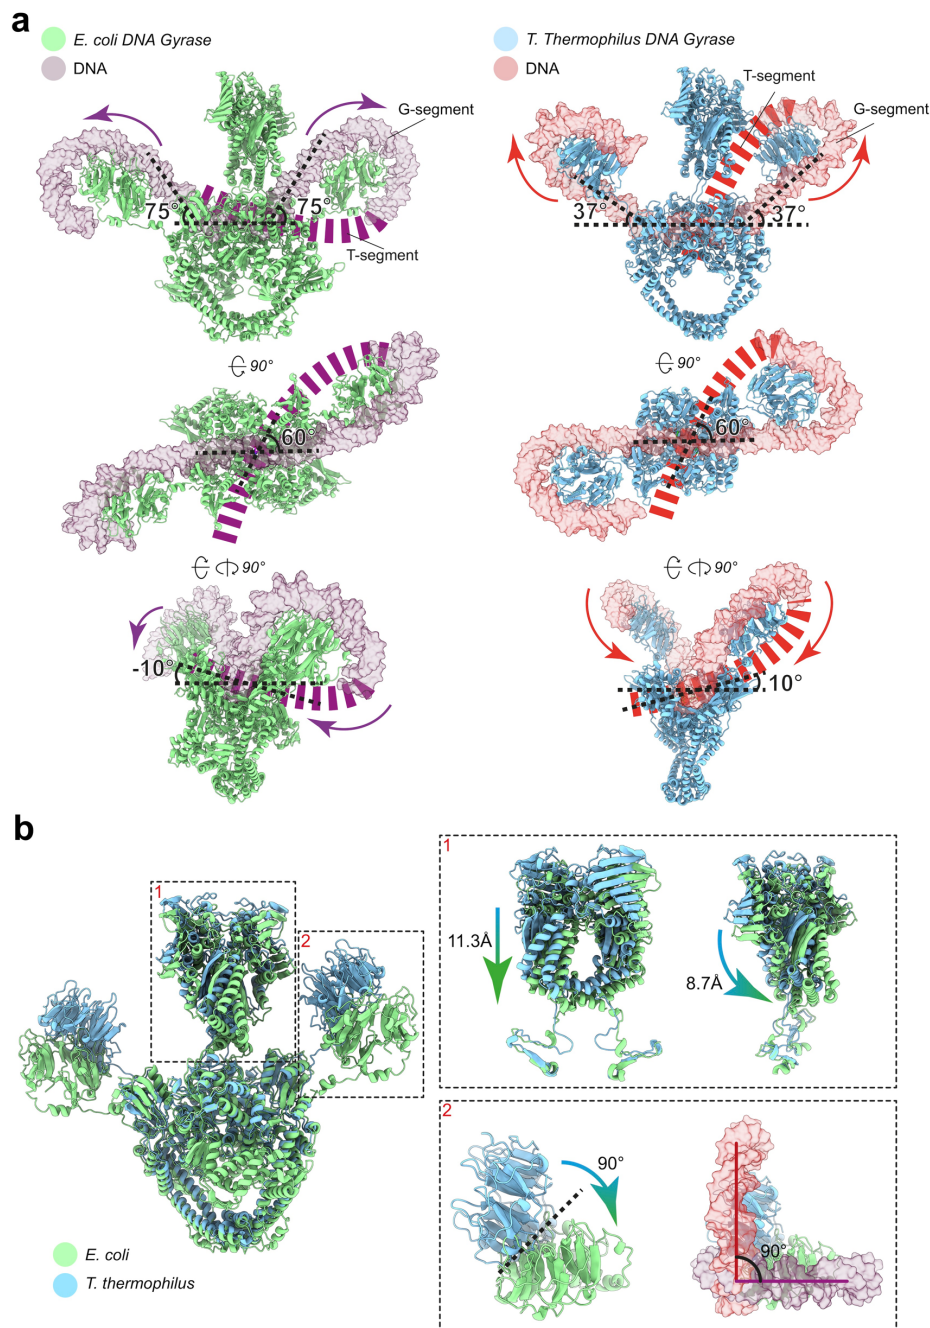 a
E. coli DNA Gyrase
DNA
T. Thermophilus DNA Gyrase
DNA
T-segment
G-segment
G-segment
75°
75°
T-segment
37°
37°
90°
60°
90°
60°
90°
-10°
90°
10°
b
1
2
E. coli
T. thermophilus
1
11.3Å
8.7Å
2
90°
90°